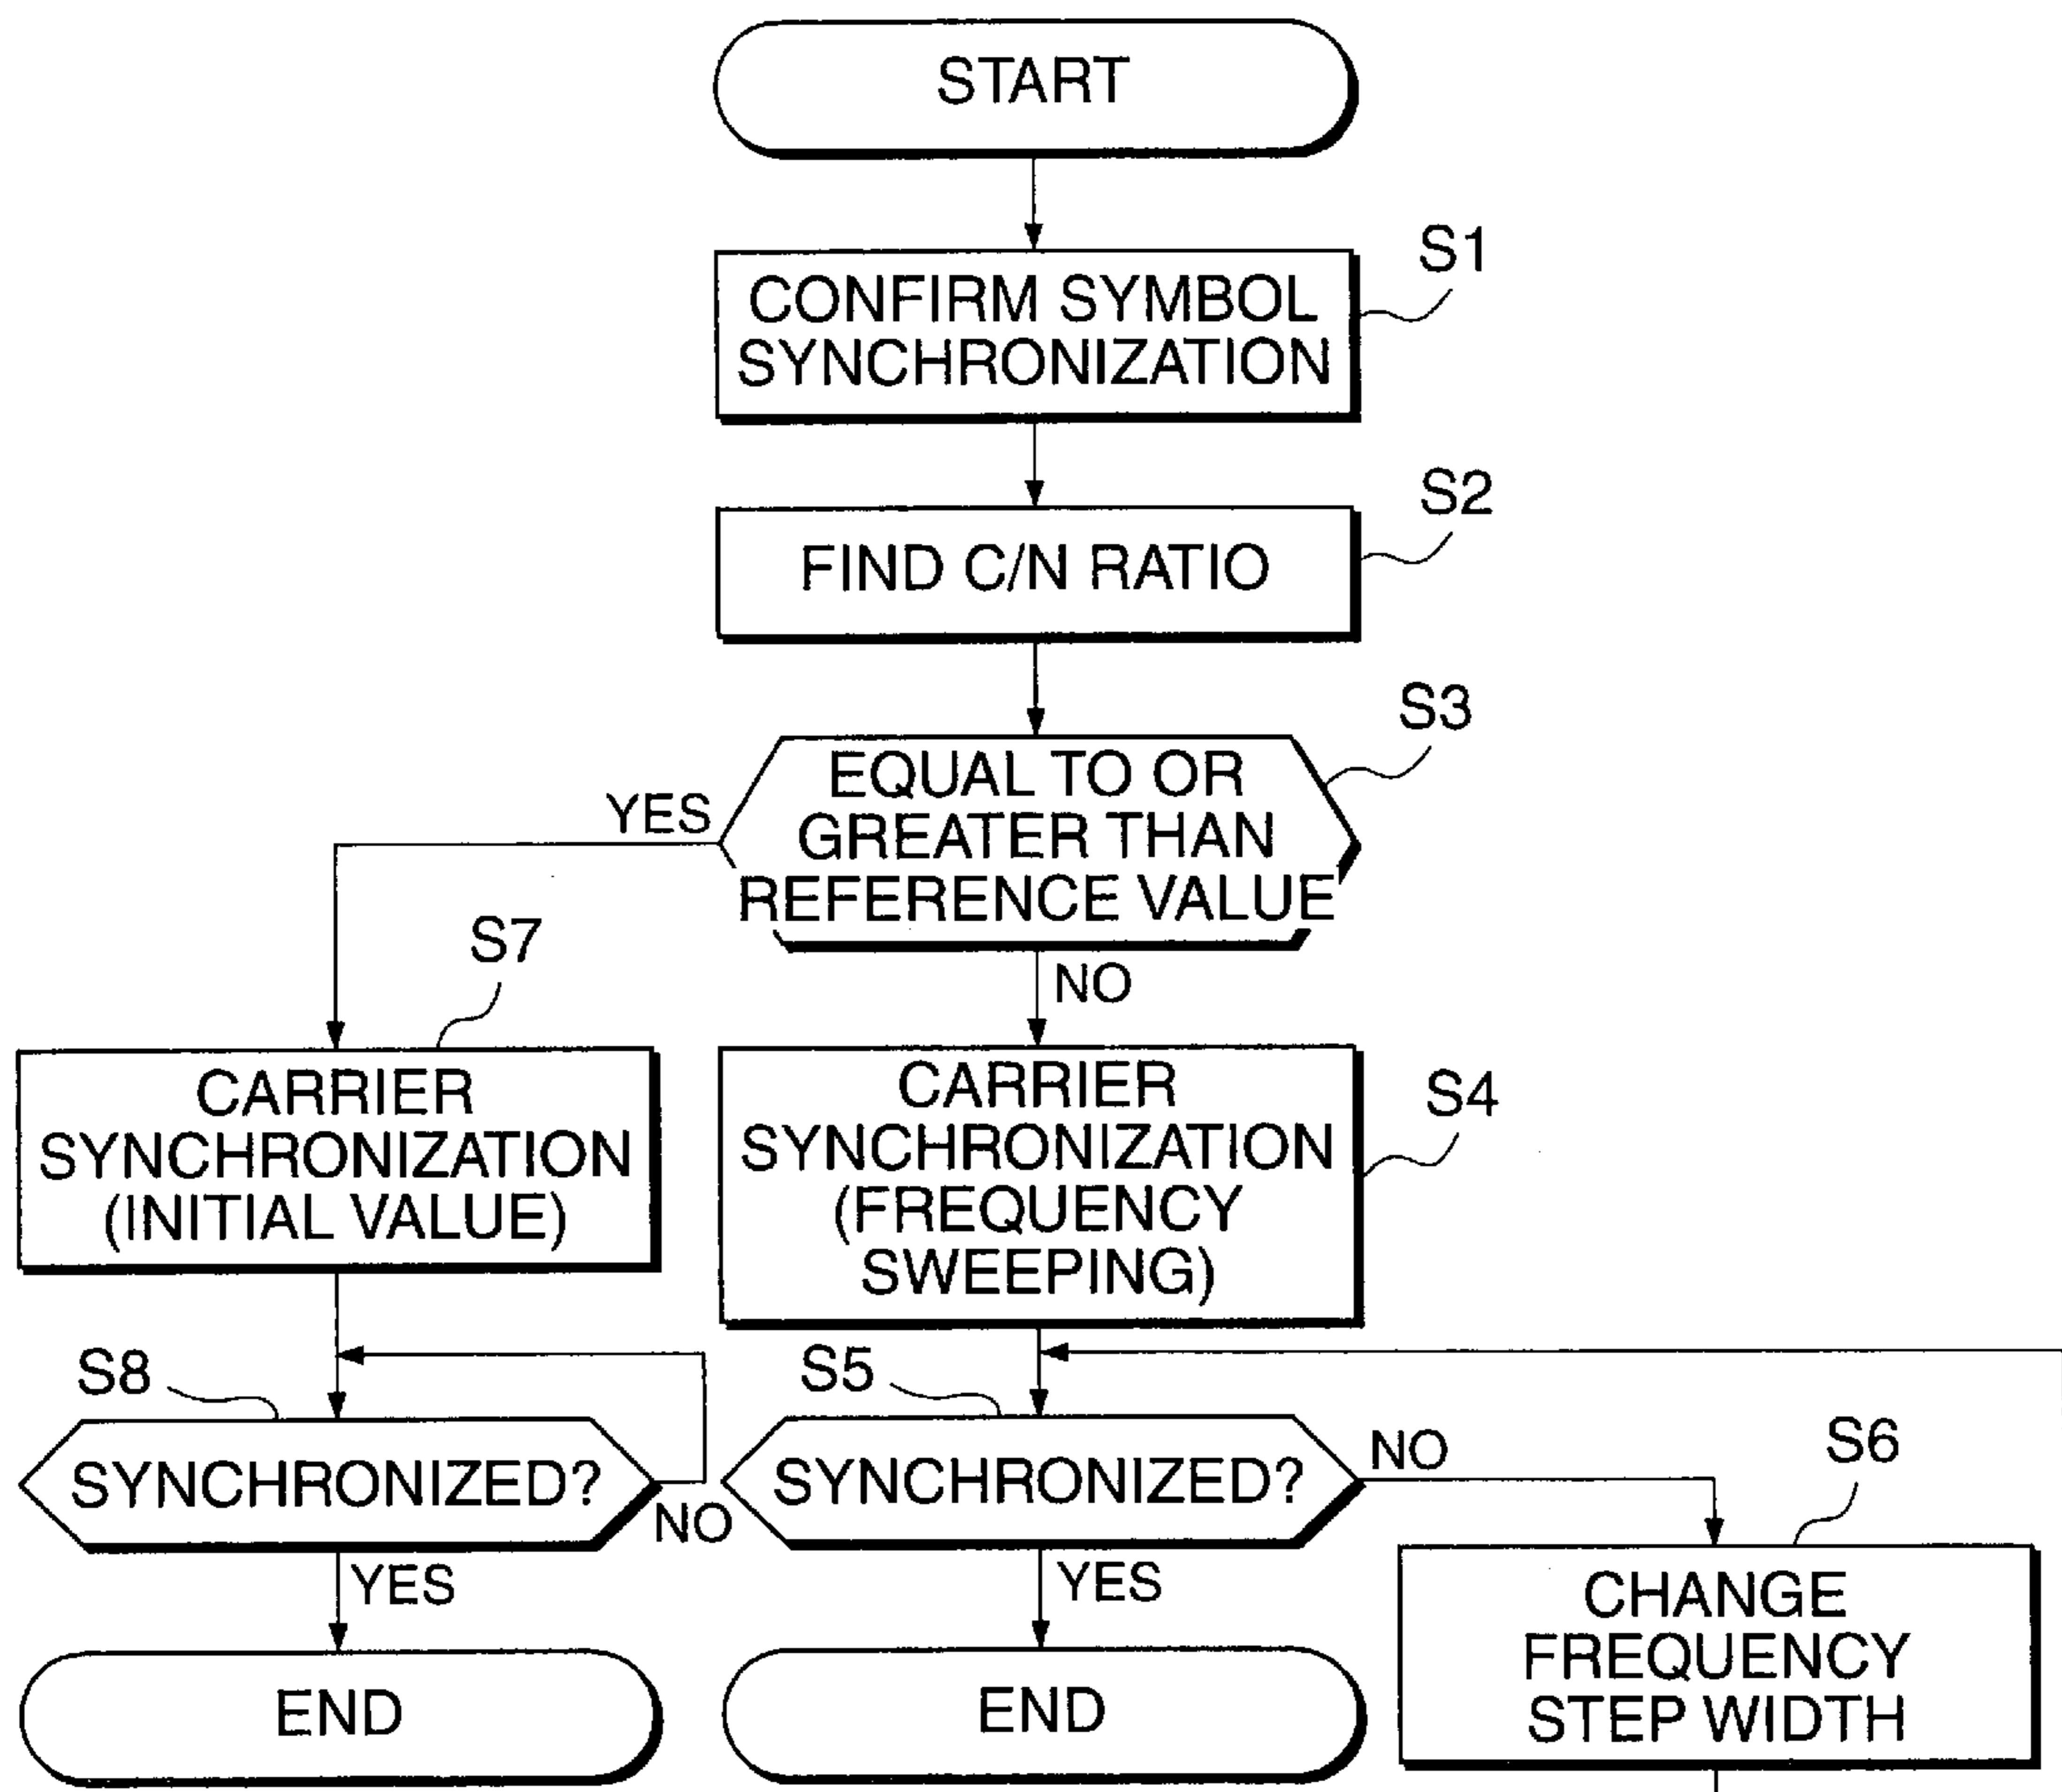 START
S1
CONFIRM SYMBOL
SYNCHRONIZATION
S2
FIND C/N RATIO
S3
EQUAL TO OR
GREATER THAN
REFERENCE VALUE
YES
NO
S7
CARRIER
SYNCHRONIZATION
(INITIAL VALUE)
S4
CARRIER
SYNCHRONIZATION
(FREQUENCY
SWEEPING)
S8
SYNCHRONIZED?
NO
YES
END
S5
SYNCHRONIZED?
NO
YES
END
S6
CHANGE
FREQUENCY
STEP WIDTH